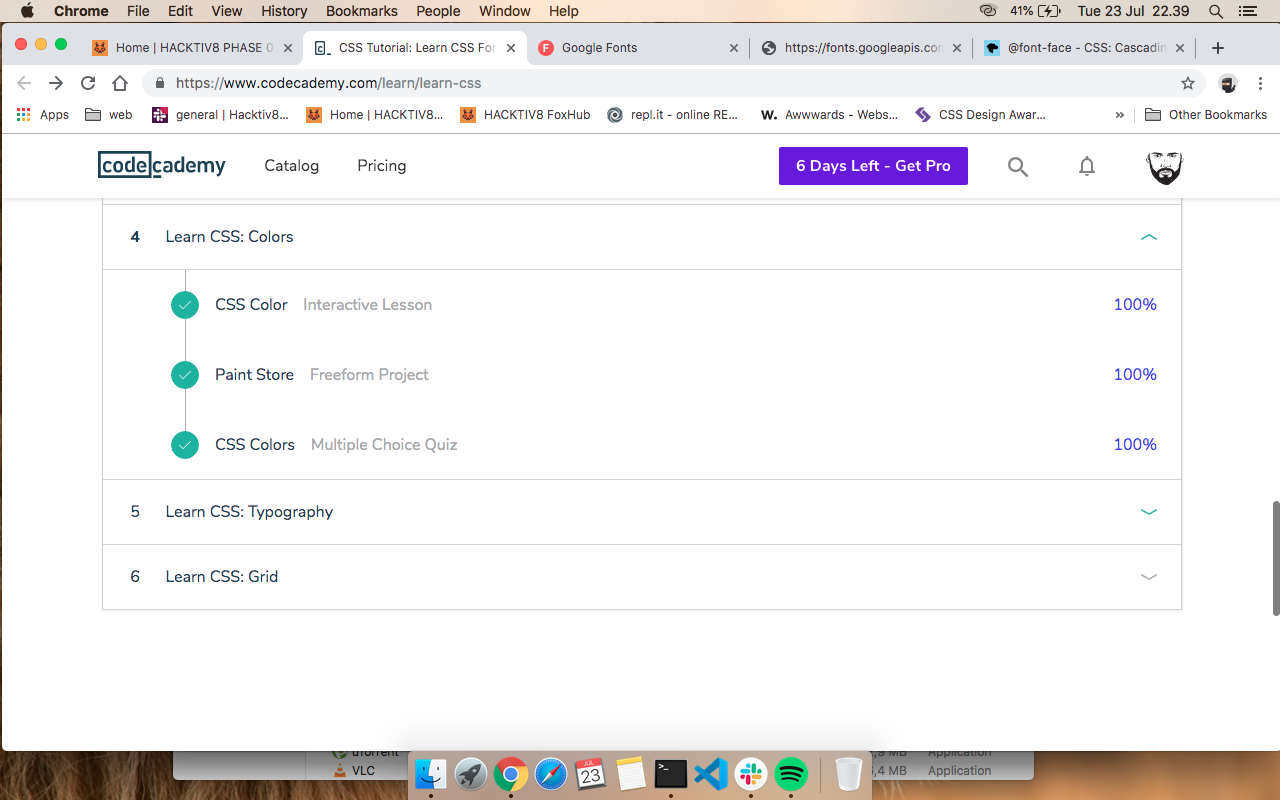 Chrome File Edit View History Bookmarks People Window Help 41% Tue 23 Jul 22.39
Home | HACKTIV8 PHASE 0 CSS Tutorial: Learn CSS For Google Fonts https://fonts.googleapis.com @font-face - CSS: Cascadin
https://www.codecademy.com/learn/learn-css
Apps web general | Hacktiv8... Home | HACKTIV8... HACKTIV8 FoxHub repl.it - online RE... W. Awwwards - Webs... CSS Design Awar... » Other Bookmarks
codecademy Catalog Pricing 6 Days Left - Get Pro
4 Learn CSS: Colors
CSS Color Interactive Lesson 100%
Paint Store Freeform Project 100%
CSS Colors Multiple Choice Quiz 100%
5 Learn CSS: Typography
6 Learn CSS: Grid
uTorrent MB Application
VLC 5,4 MB Application
JUL
23